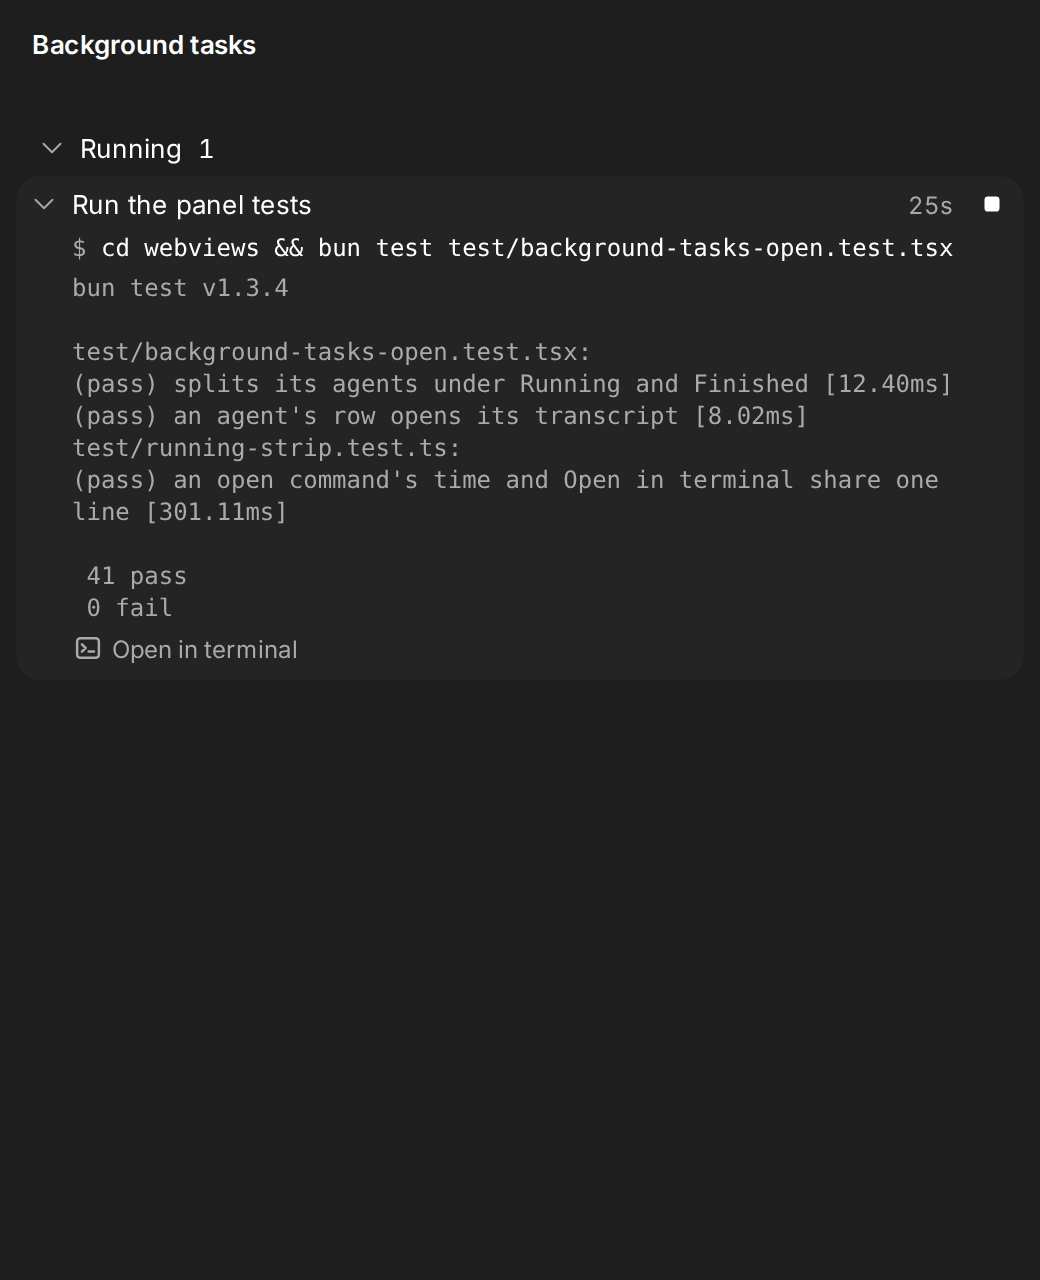 Background tasks
Running 1
Run the panel tests 25s
$ cd webviews && bun test test/background-tasks-open.test.tsx
bun test v1.3.4
test/background-tasks-open.test.tsx:
(pass) splits its agents under Running and Finished [12.40ms]
(pass) an agent's row opens its transcript [8.02ms]
test/running-strip.test.ts:
(pass) an open command's time and Open in terminal share one
line [301.11ms]
41 pass
0 fail
Open in terminal